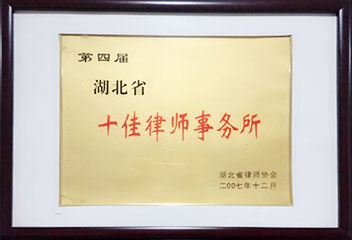 第四届
湖北省
十佳律师事务所
湖北省律师协会
二00七年十二月